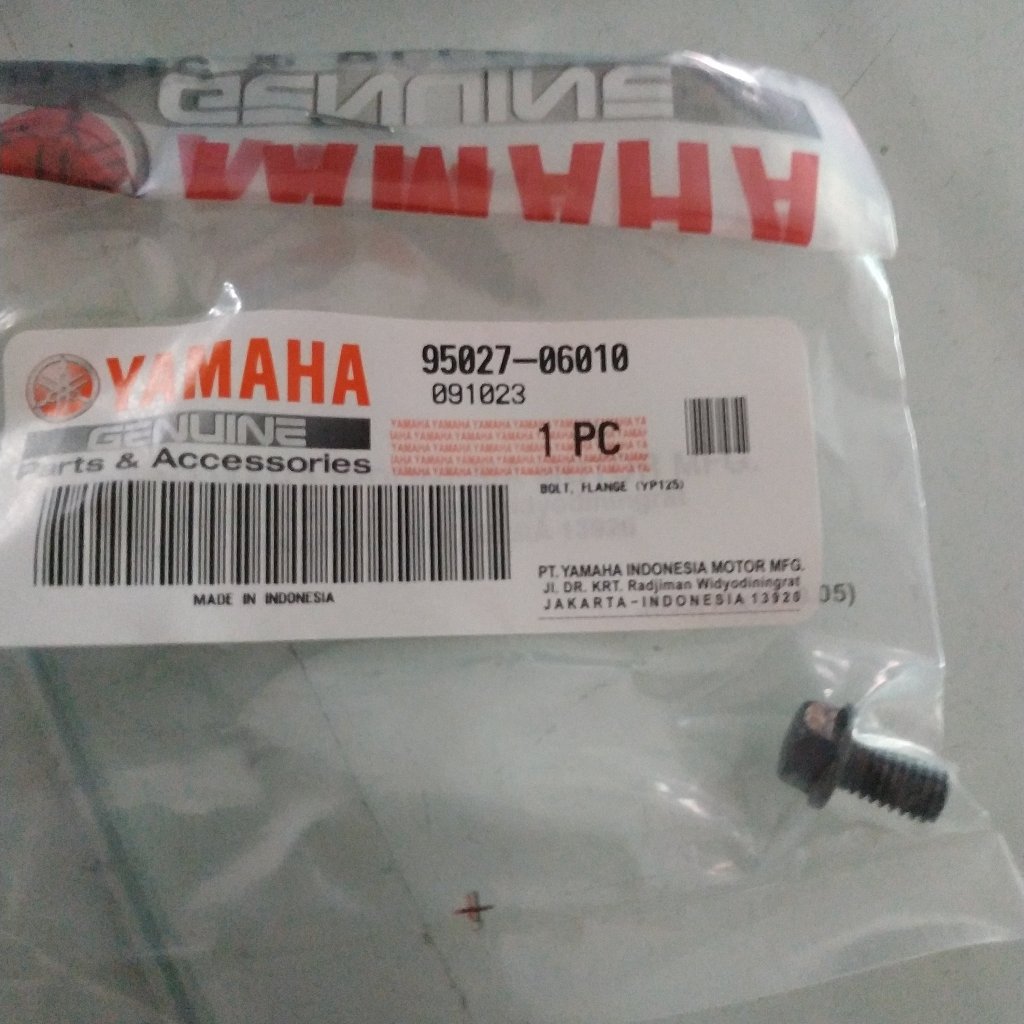 GENUINE
YAMAHA
YAMAHA
GENUINE
Parts & Accessories
95027-06010
091023
1 PC
BOLT, FLANGE (YP125)
MADE IN INDONESIA
PT. YAMAHA INDONESIA MOTOR MFG.
Jl. DR. KRT. Radjiman Widyodiningrat
JAKARTA-INDONESIA 13920
05)